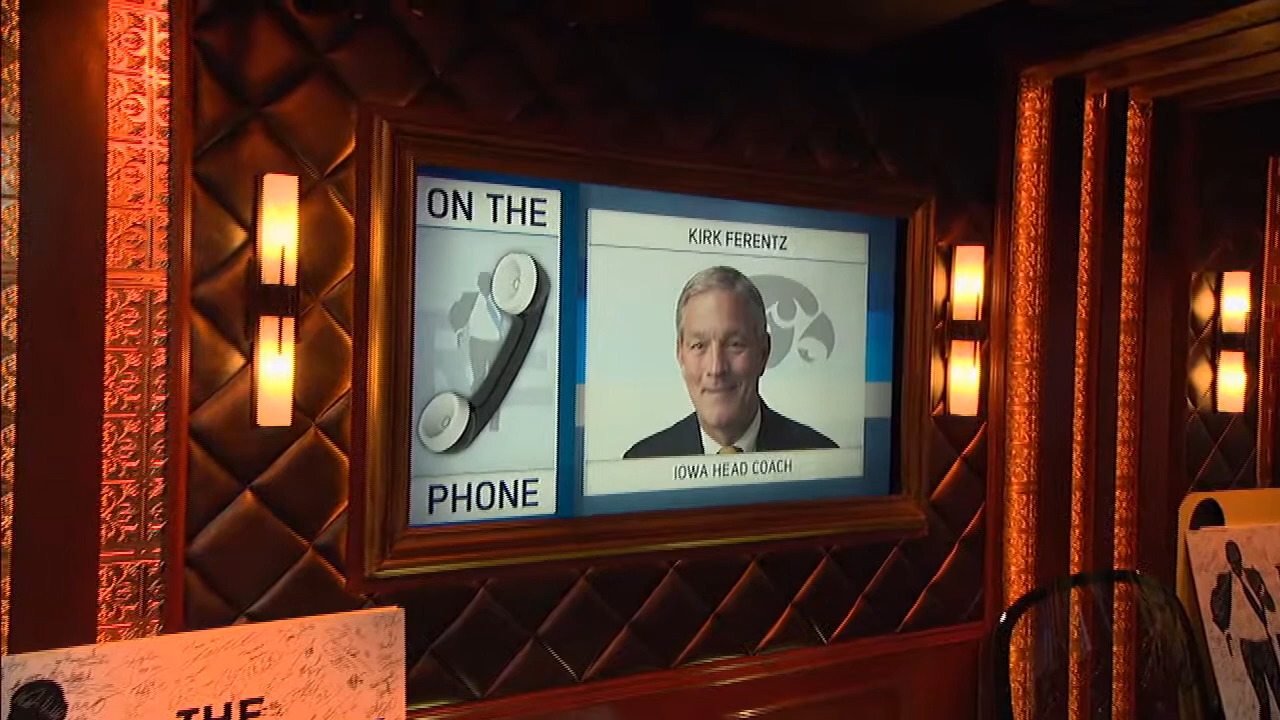 ON THE
PHONE
KIRK FERENTZ
IOWA HEAD COACH
THE